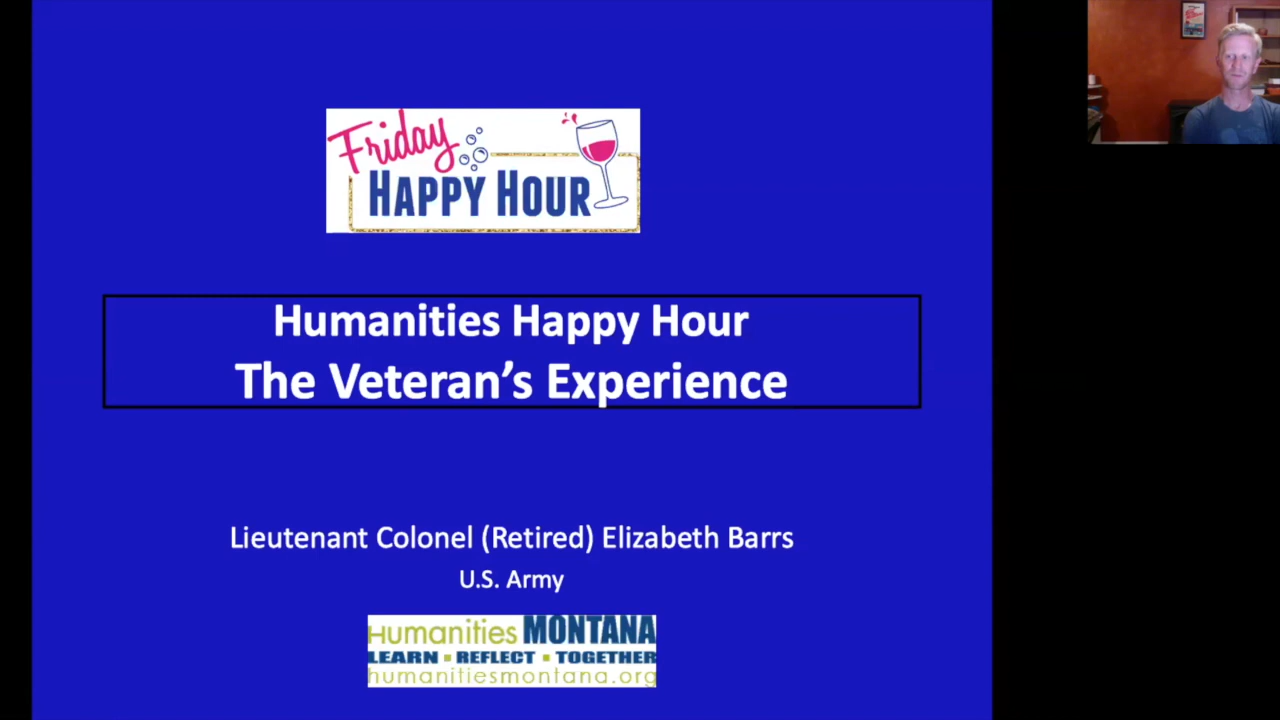 Friday
HAPPY HOUR
Humanities Happy Hour
The Veteran's Experience
Lieutenant Colonel (Retired) Elizabeth Barrs
U.S. Army
Humanities MONTANA
LEARN ▪ REFLECT ▪ TOGETHER
humanitiesmontana.org